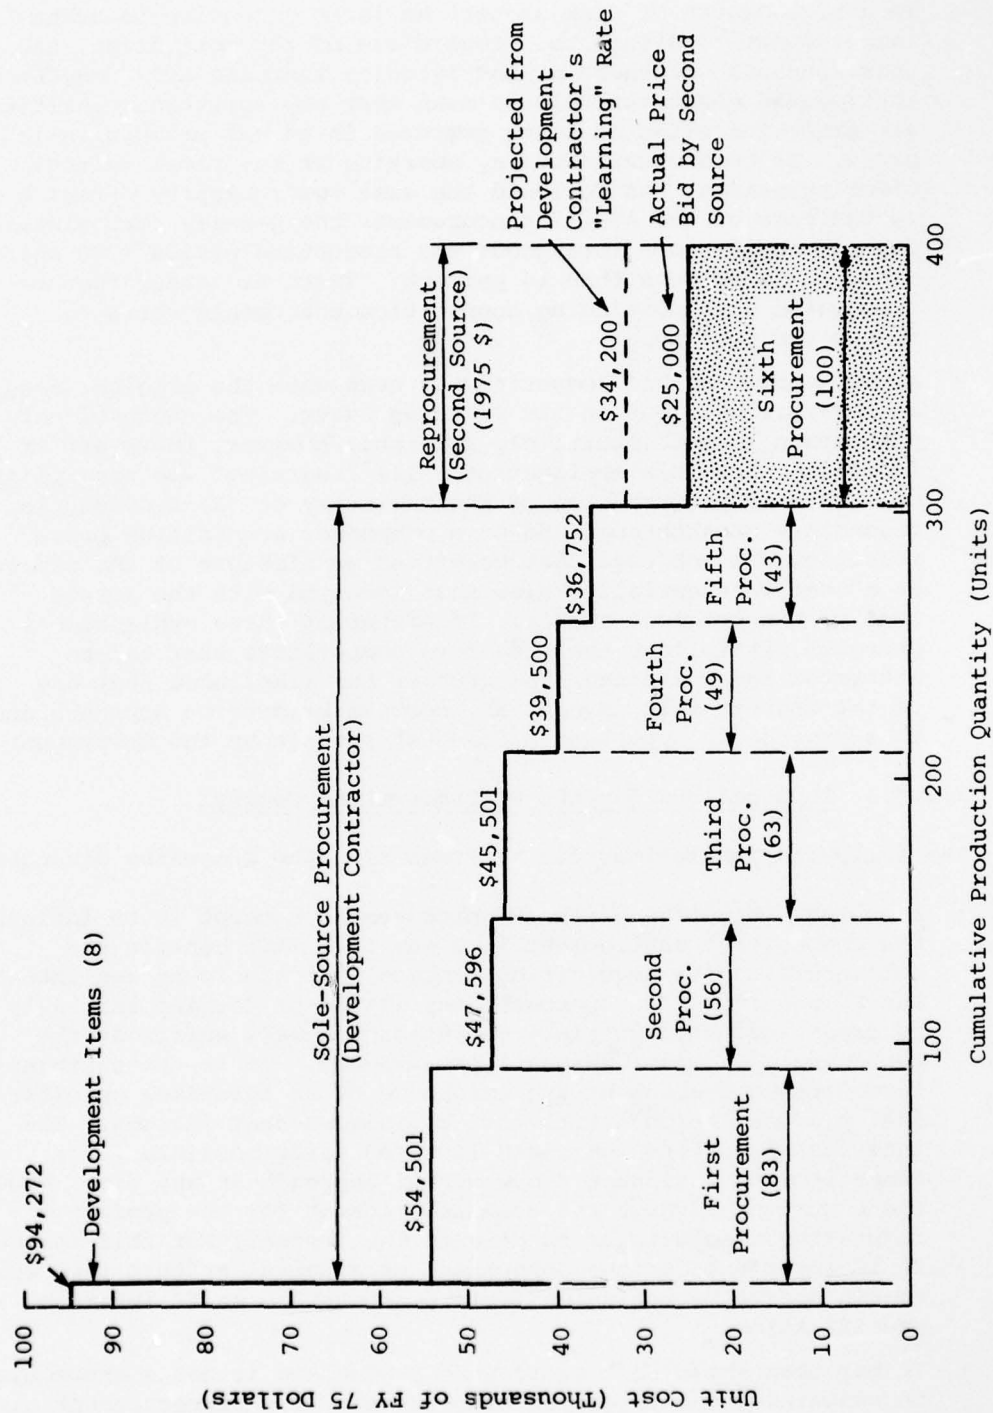 $94,272
Development Items (8)
Sole-Source Procurement
(Development Contractor)
Reprocurement
(Second Source)
(1975 $)
Projected from
Development
Contractor's
"Learning" Rate
Actual Price
Bid by Second
Source
$54,501
$47,596
$45,501
$39,500
$36,752
$34,200
$25,000
First
Procurement
(83)
Second
Proc.
(56)
Third
Proc.
(63)
Fourth
Proc.
(49)
Fifth
Proc.
(43)
Sixth
Procurement
(100)
100
90
80
70
60
50
40
30
20
10
0
Unit Cost (Thousands of FY 75 Dollars)
100
200
300
400
Cumulative Production Quantity (Units)